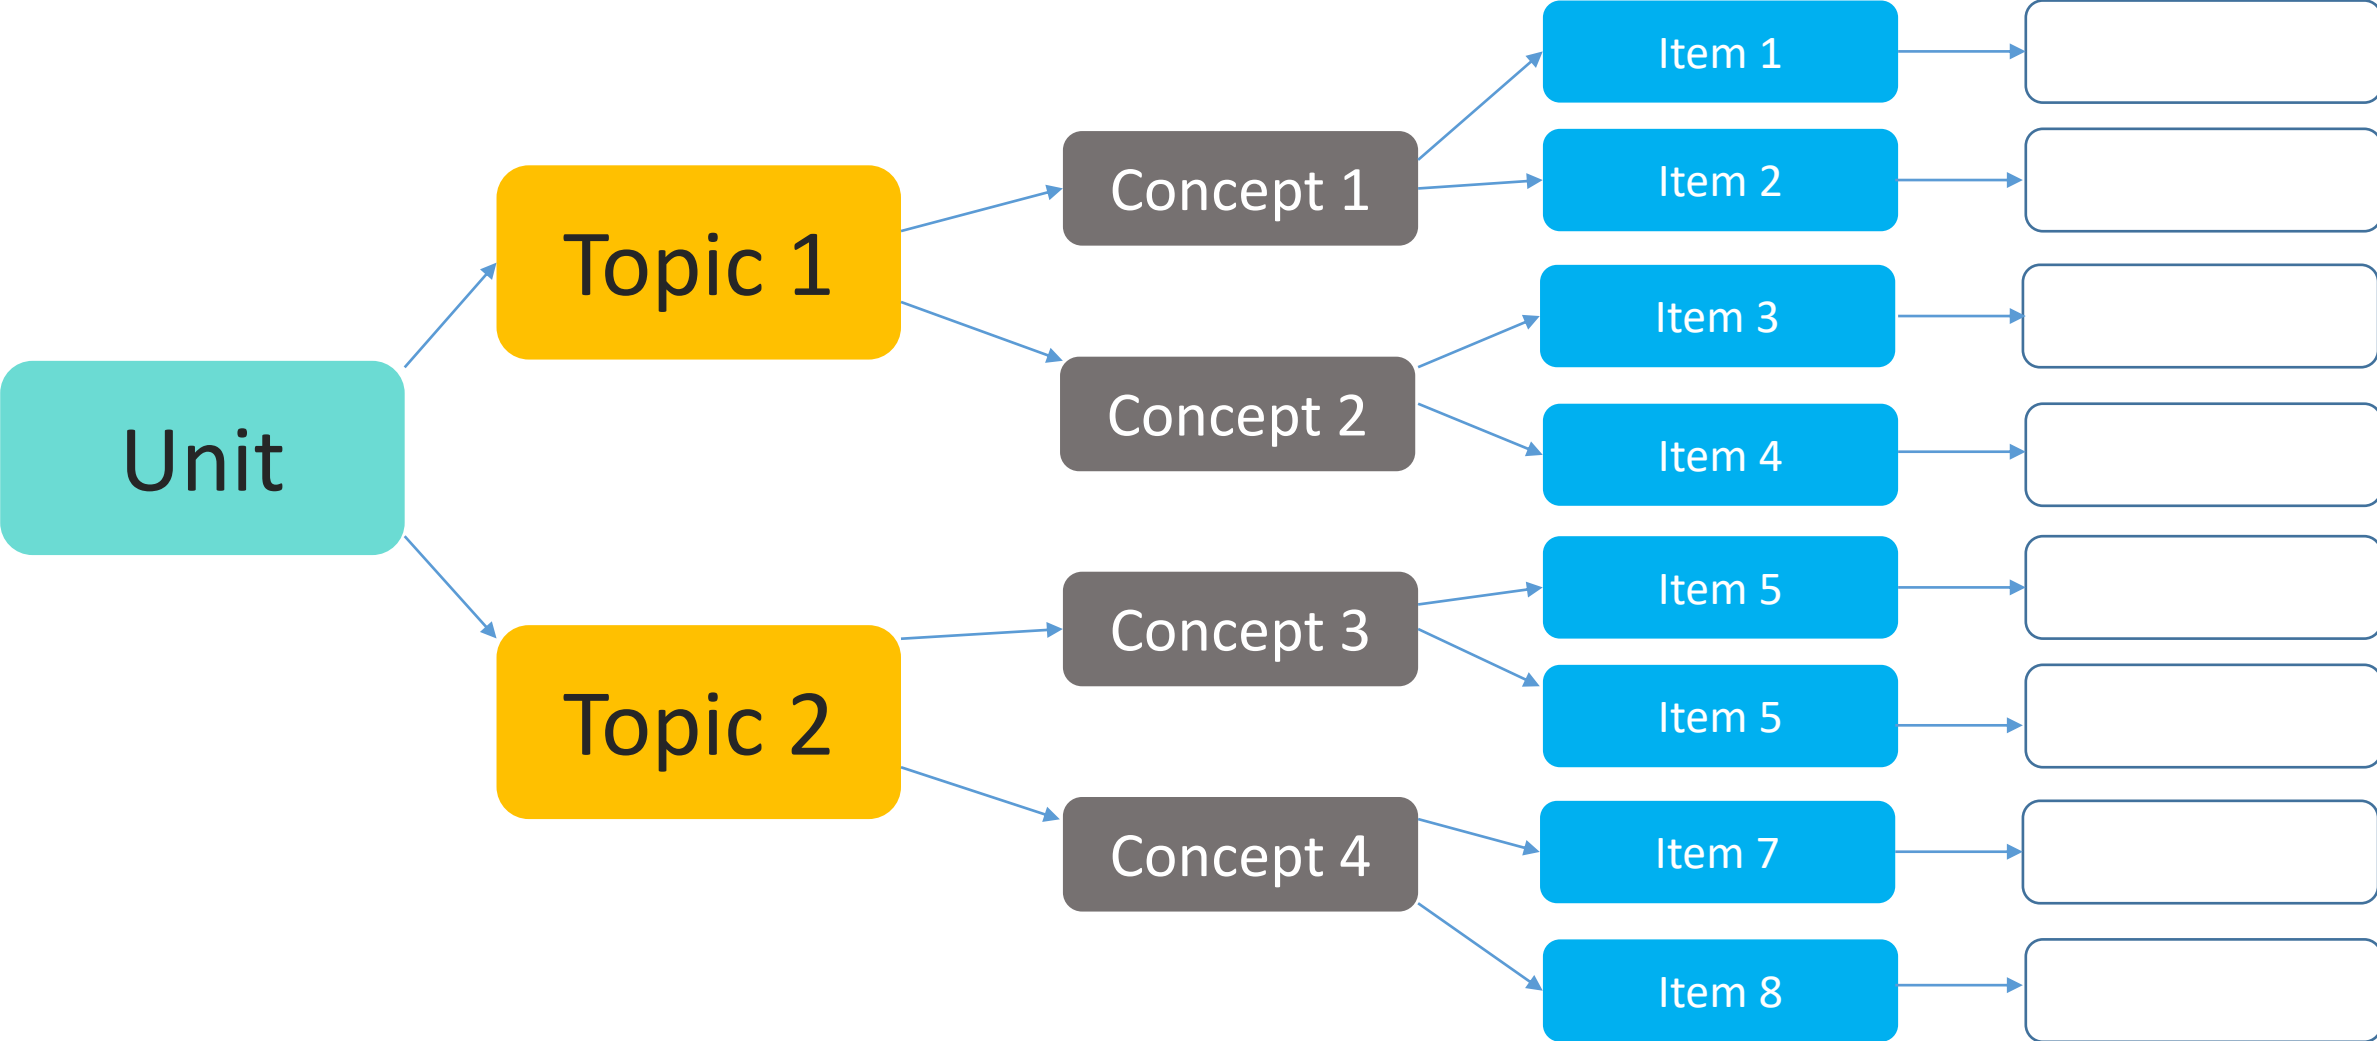 Unit
Topic 1
Topic 2
Concept 1
Concept 2
Concept 3
Concept 4
Item 1
Item 2
Item 3
Item 4
Item 5
Item 5
Item 7
Item 8